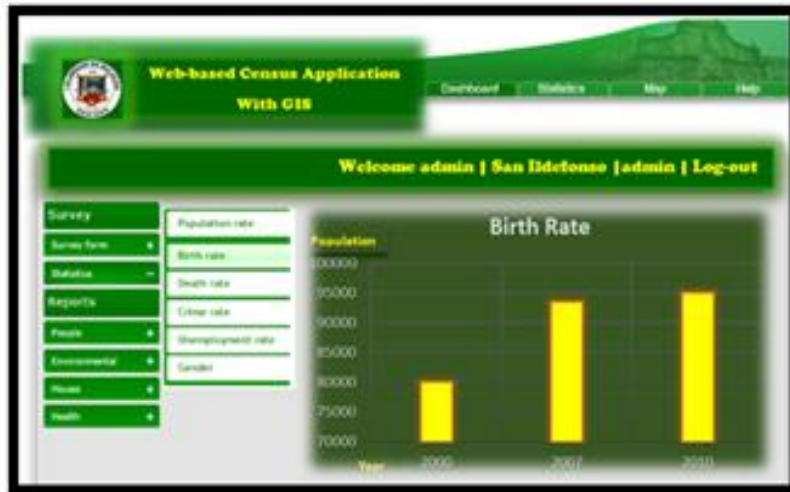 Web-based Census Application
With GIS
Dashboard Statistics Map Help
Welcome admin | San Ildefonso |admin | Log-out
Survey
Survey form +
Statistics −
Reports
People +
Environmental +
House +
Health +
Population rate
Birth rate
Death rate
Crime rate
Unemployment rate
Gender
Birth Rate
Population
100000
95000
90000
85000
80000
75000
70000
Year 2000 2007 2010